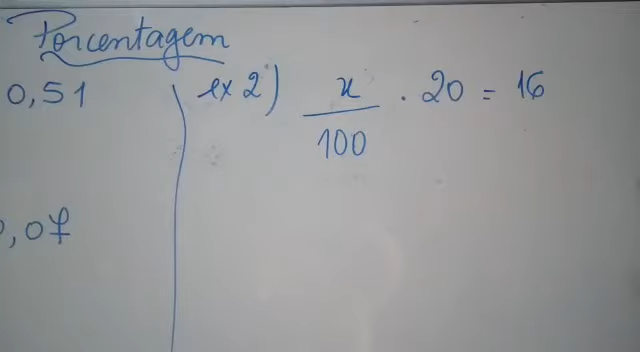 Porcentagem
0,51
ex 2) x/100 . 20 = 16
,07